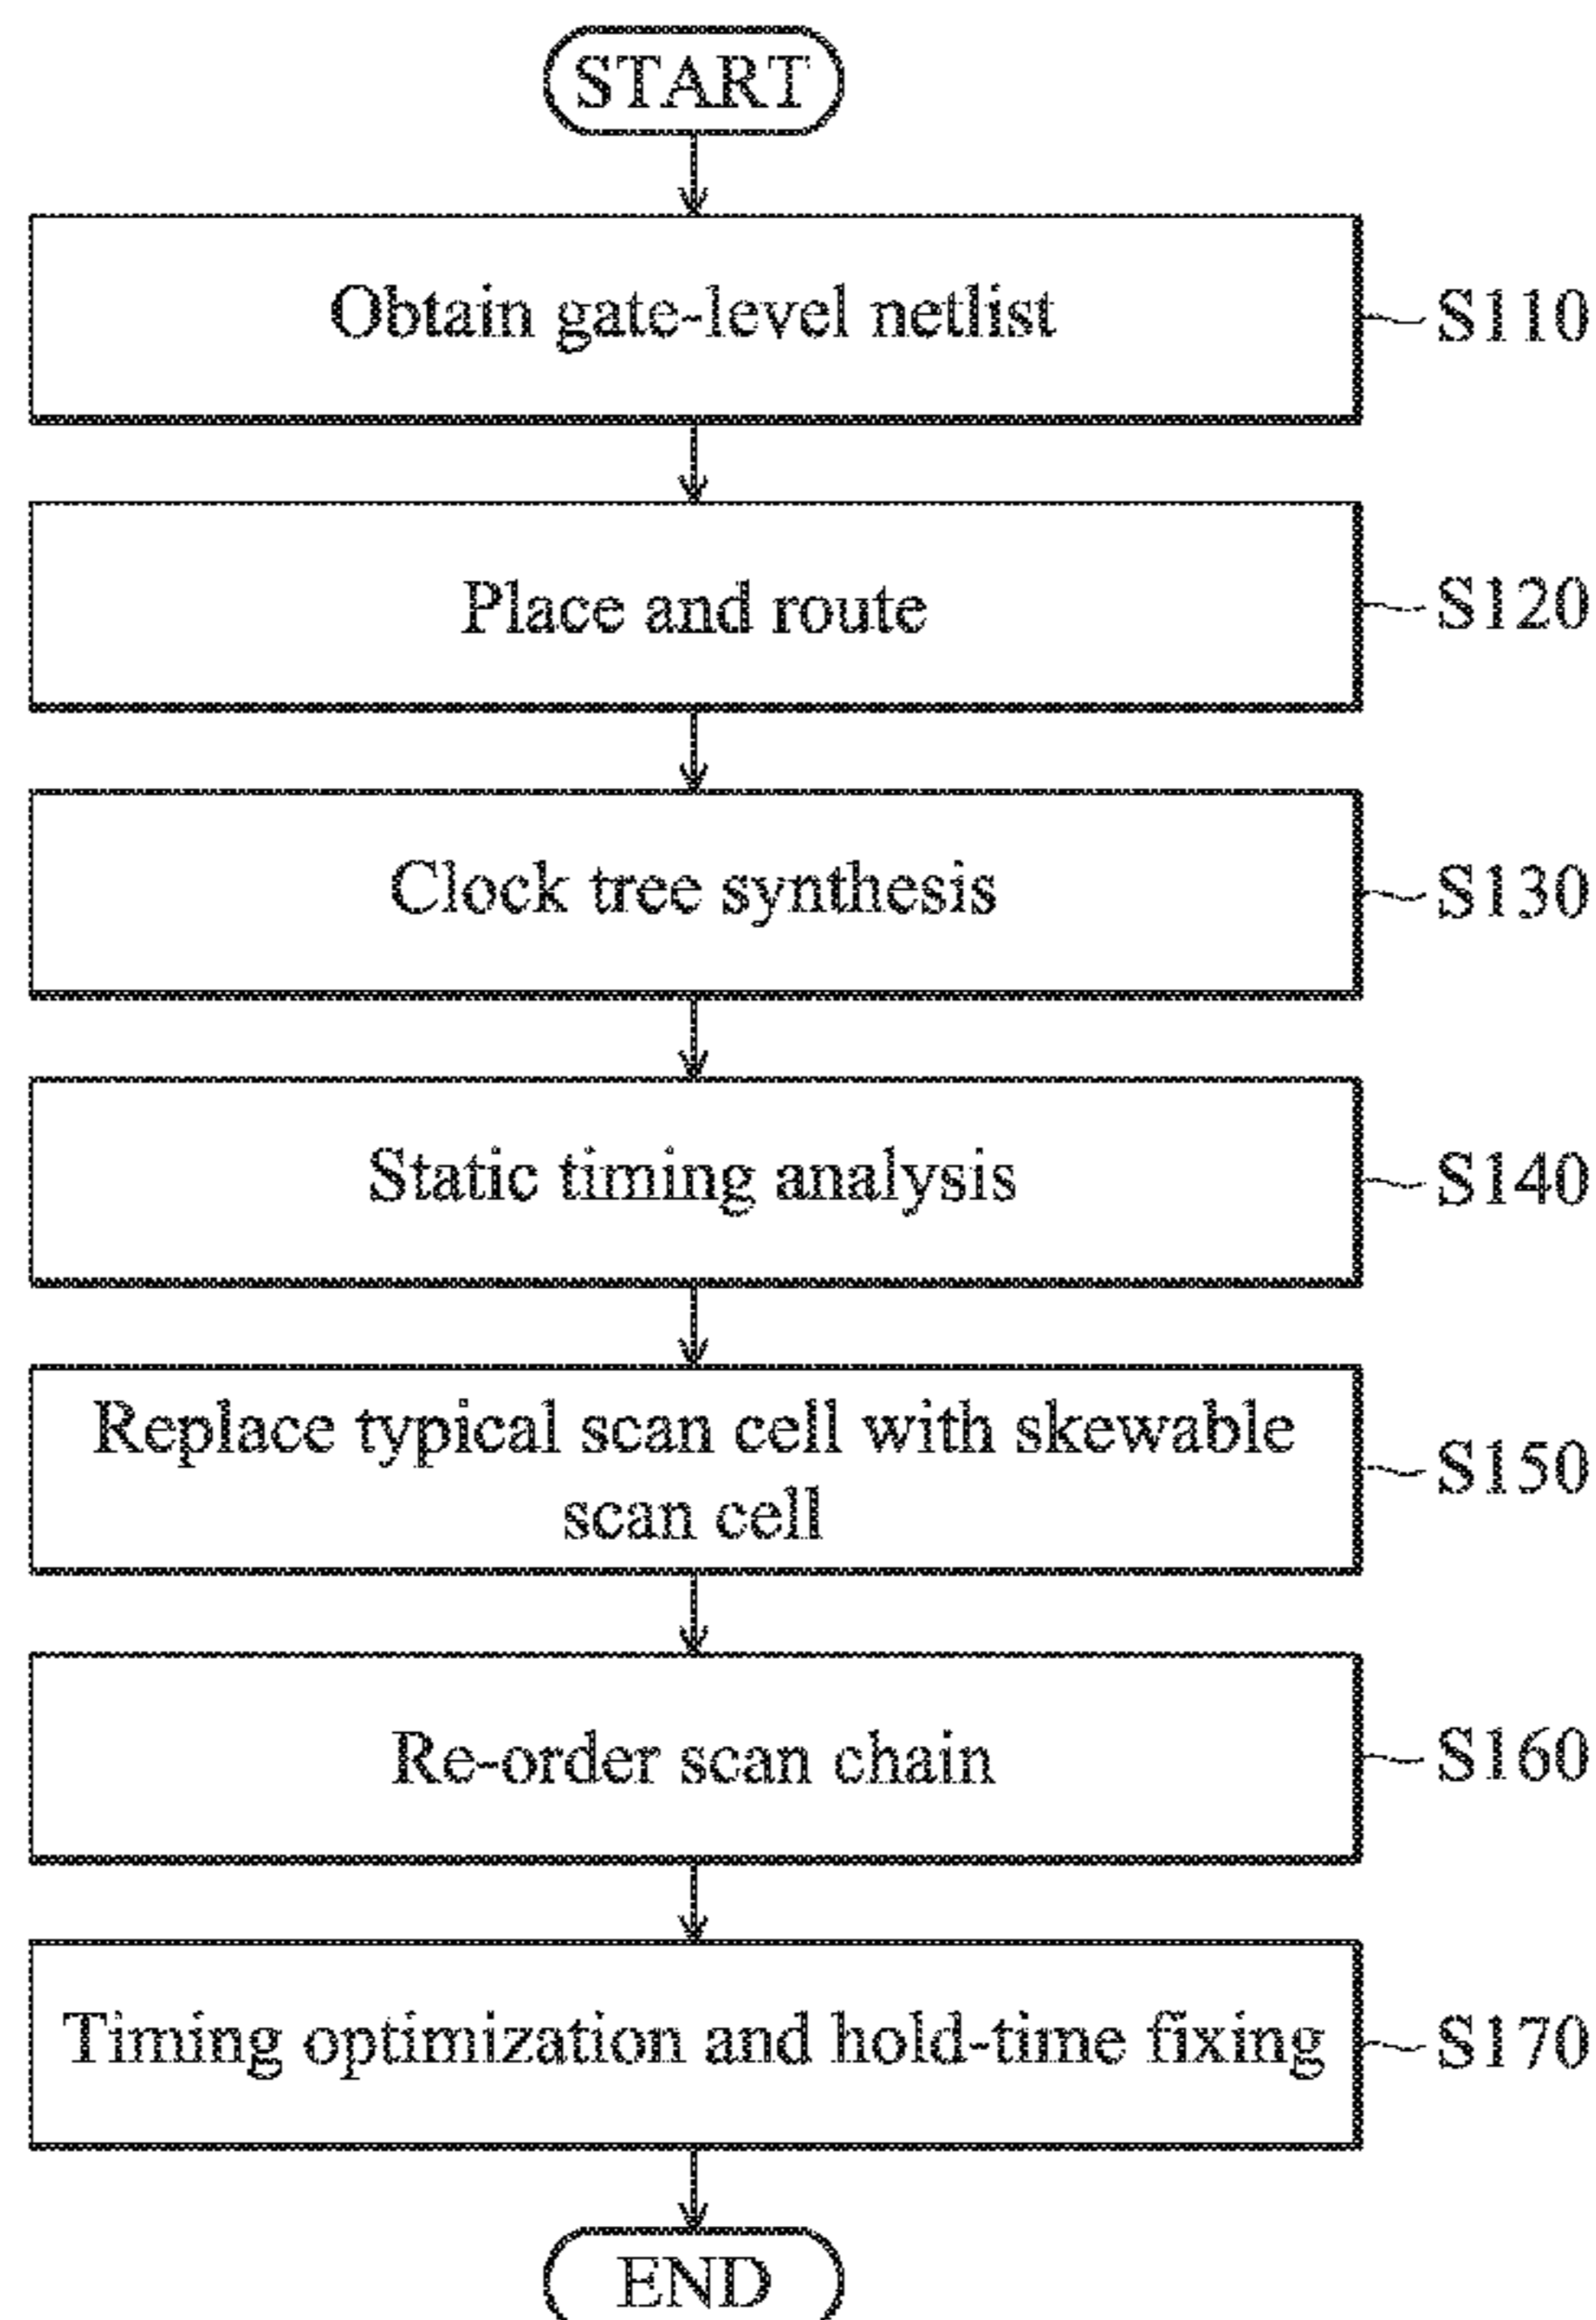 START
Obtain gate-level netlist
S110
Place and route
S120
Clock tree synthesis
S130
Static timing analysis
S140
Replace typical scan cell with skewable
scan cell
S150
Re-order scan chain
S160
Timing optimization and hold-time fixing
S170
END